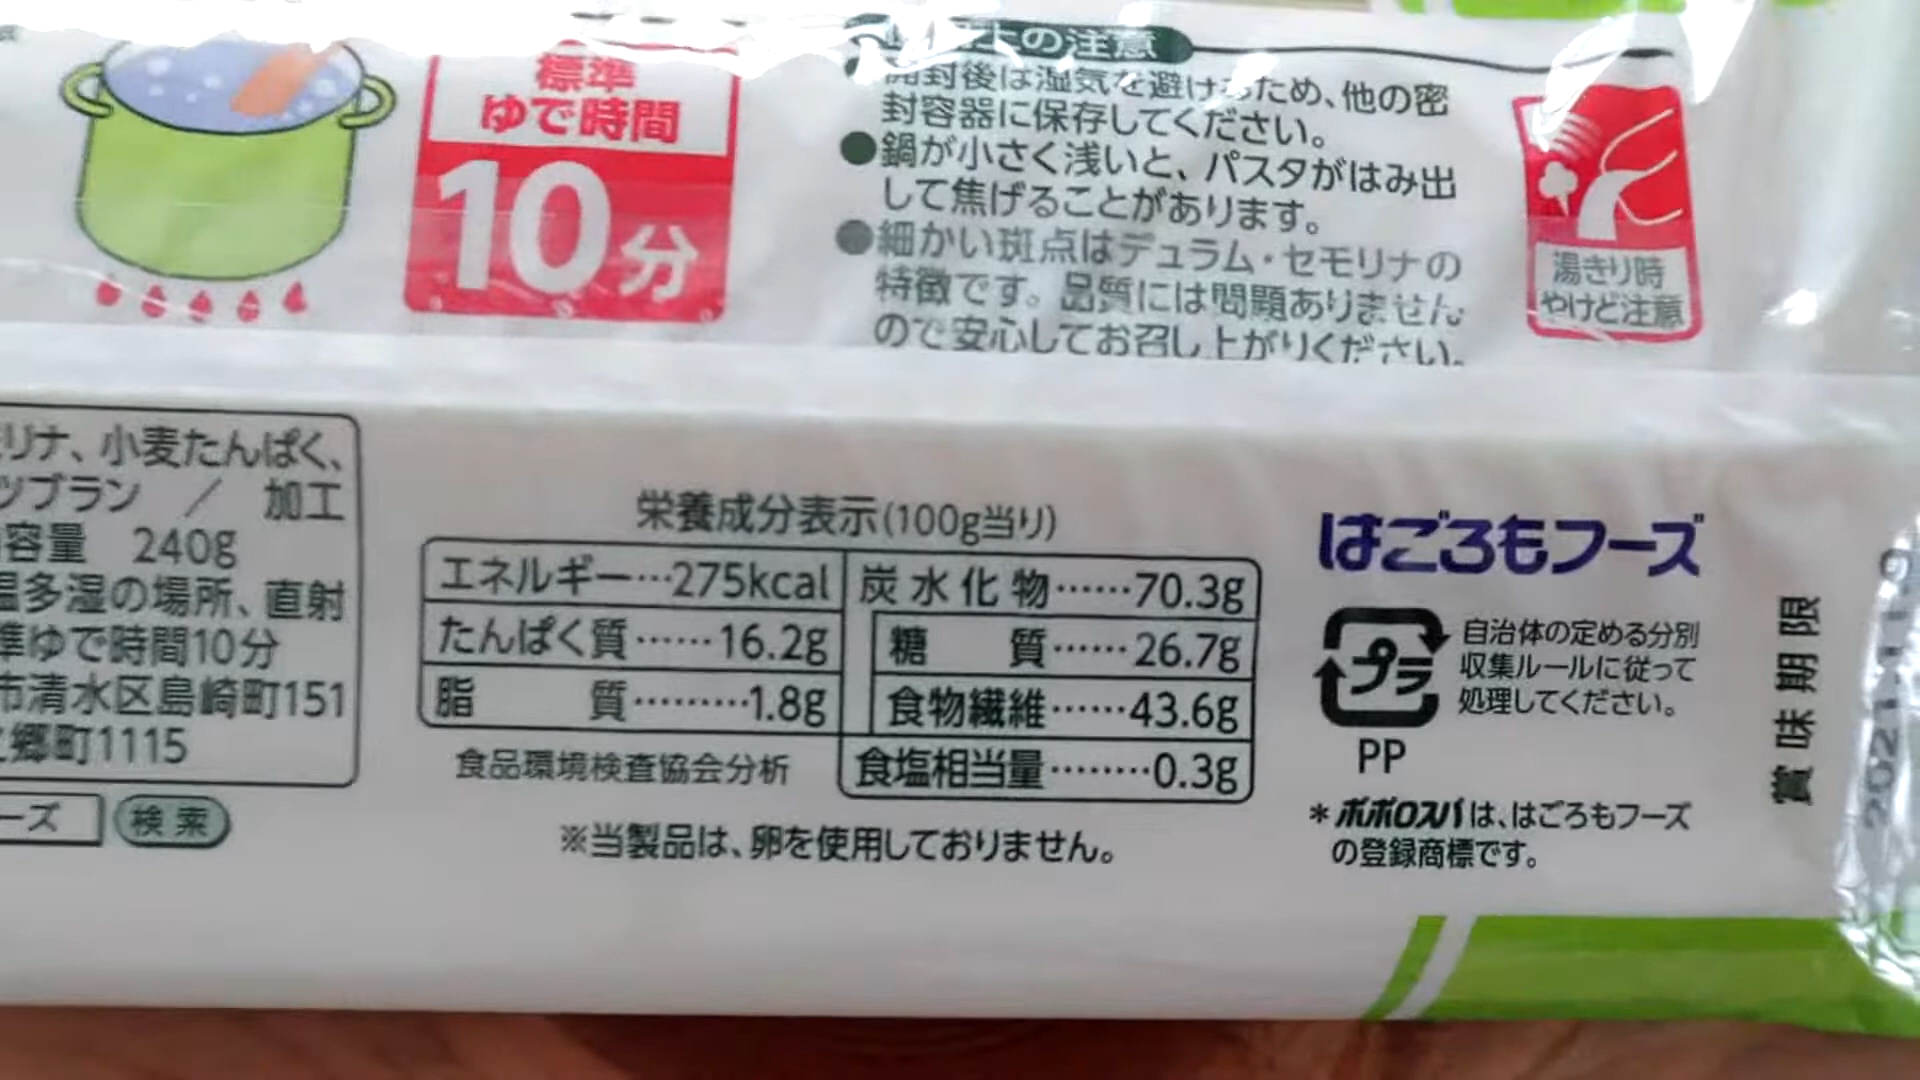 標準
ゆで時間
10分
上の注意
開封後は湿気を避けるため、他の密
封容器に保存してください。
●鍋が小さく浅いと、パスタがはみ出
して焦げることがあります。
●細かい斑点はデュラム・セモリナの
特徴です。品質には問題ありません
ので安心してお召し上がりください。
湯きり時
やけど注意
リナ、小麦たんぱく、
ツブラン / 加工
容量 240g
温多湿の場所、直射
準ゆで時間10分
市清水区島崎町151
郷町1115
ーズ 検索
栄養成分表示(100g当り)
エネルギー…275kcal
たんぱく質……16.2g
脂質………1.8g
炭水化物……70.3g
糖質……26.7g
食物繊維……43.6g
食塩相当量………0.3g
食品環境検査協会分析
※当製品は、卵を使用しておりません。
はごろもフーズ
プラ
PP
自治体の定める分別
収集ルールに従って
処理してください。
*ポポロスパは、はごろもフーズ
の登録商標です。
賞味期限